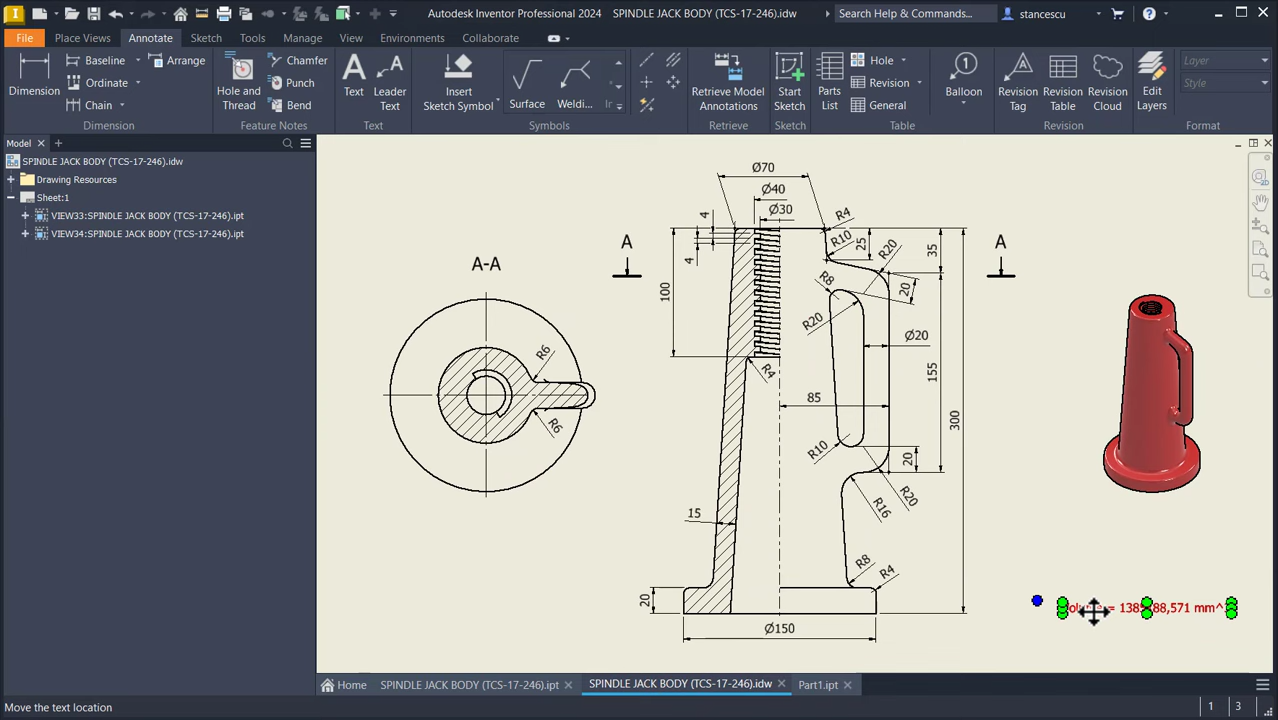 Autodesk Inventor Professional 2024 SPINDLE JACK BODY (TCS-17-246).idw
Search Help & Commands...
stancescu
File Place Views Annotate Sketch Tools Manage View Environments Collaborate
Dimension
Baseline
Ordinate
Chain
Arrange
Dimension
Hole and Thread
Chamfer
Punch
Bend
Feature Notes
Text
Leader Text
Text
Insert Sketch Symbol
Surface
Weldi...
Ir
Symbols
Retrieve Model Annotations
Retrieve
Start Sketch
Sketch
Parts List
Hole
Revision
General
Table
Balloon
Revision Tag
Revision Table
Revision Cloud
Revision
Edit Layers
Layer
Style
Format
Model
SPINDLE JACK BODY (TCS-17-246).idw
Drawing Resources
Sheet:1
VIEW33:SPINDLE JACK BODY (TCS-17-246).ipt
VIEW34:SPINDLE JACK BODY (TCS-17-246).ipt
A-A
R6
R6
A
A
Ø70
Ø40
Ø30
4
4
R4
R10
25
R20
35
20
R8
R20
100
Ø20
R4
155
85
300
R10
20
R20
R16
15
R8
R4
20
Ø150
mm^
Home SPINDLE JACK BODY (TCS-17-246).ipt SPINDLE JACK BODY (TCS-17-246).idw Part1.ipt
Move the text location
1 3